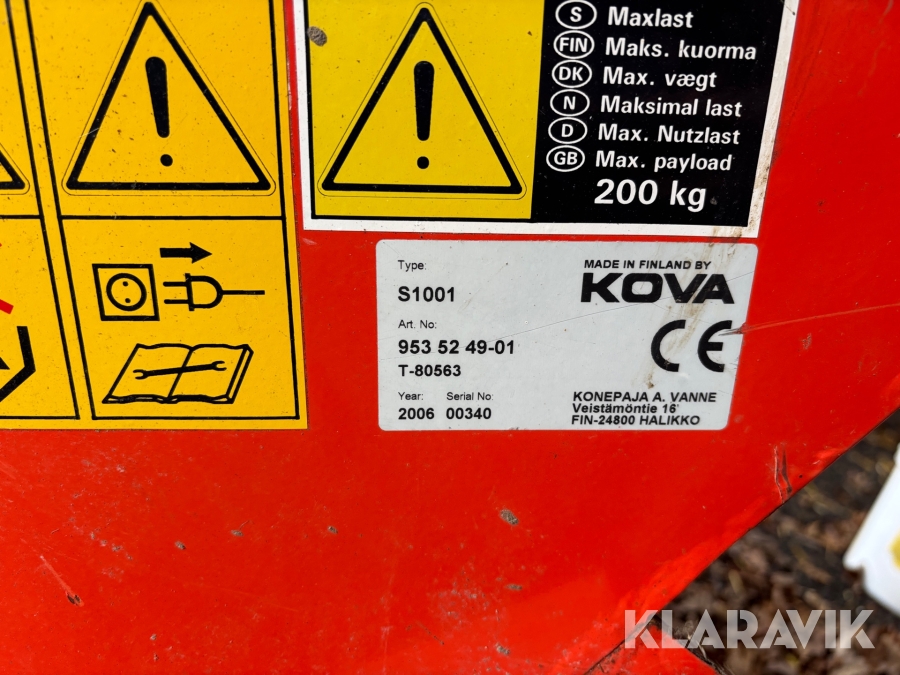 S Maxlast
FIN Maks. kuorma
DK Max. vægt
N Maksimal last
D Max. Nutzlast
GB Max. payload
200 kg
Type:
S1001
MADE IN FINLAND BY
KOVA
Art. No:
953 52 49-01
T-80563
CE
Year: Serial No:
2006 00340
KONEPAJA A. VANNE
Veistämöntie 16
FIN-24800 HALIKKO
KLARAVIK